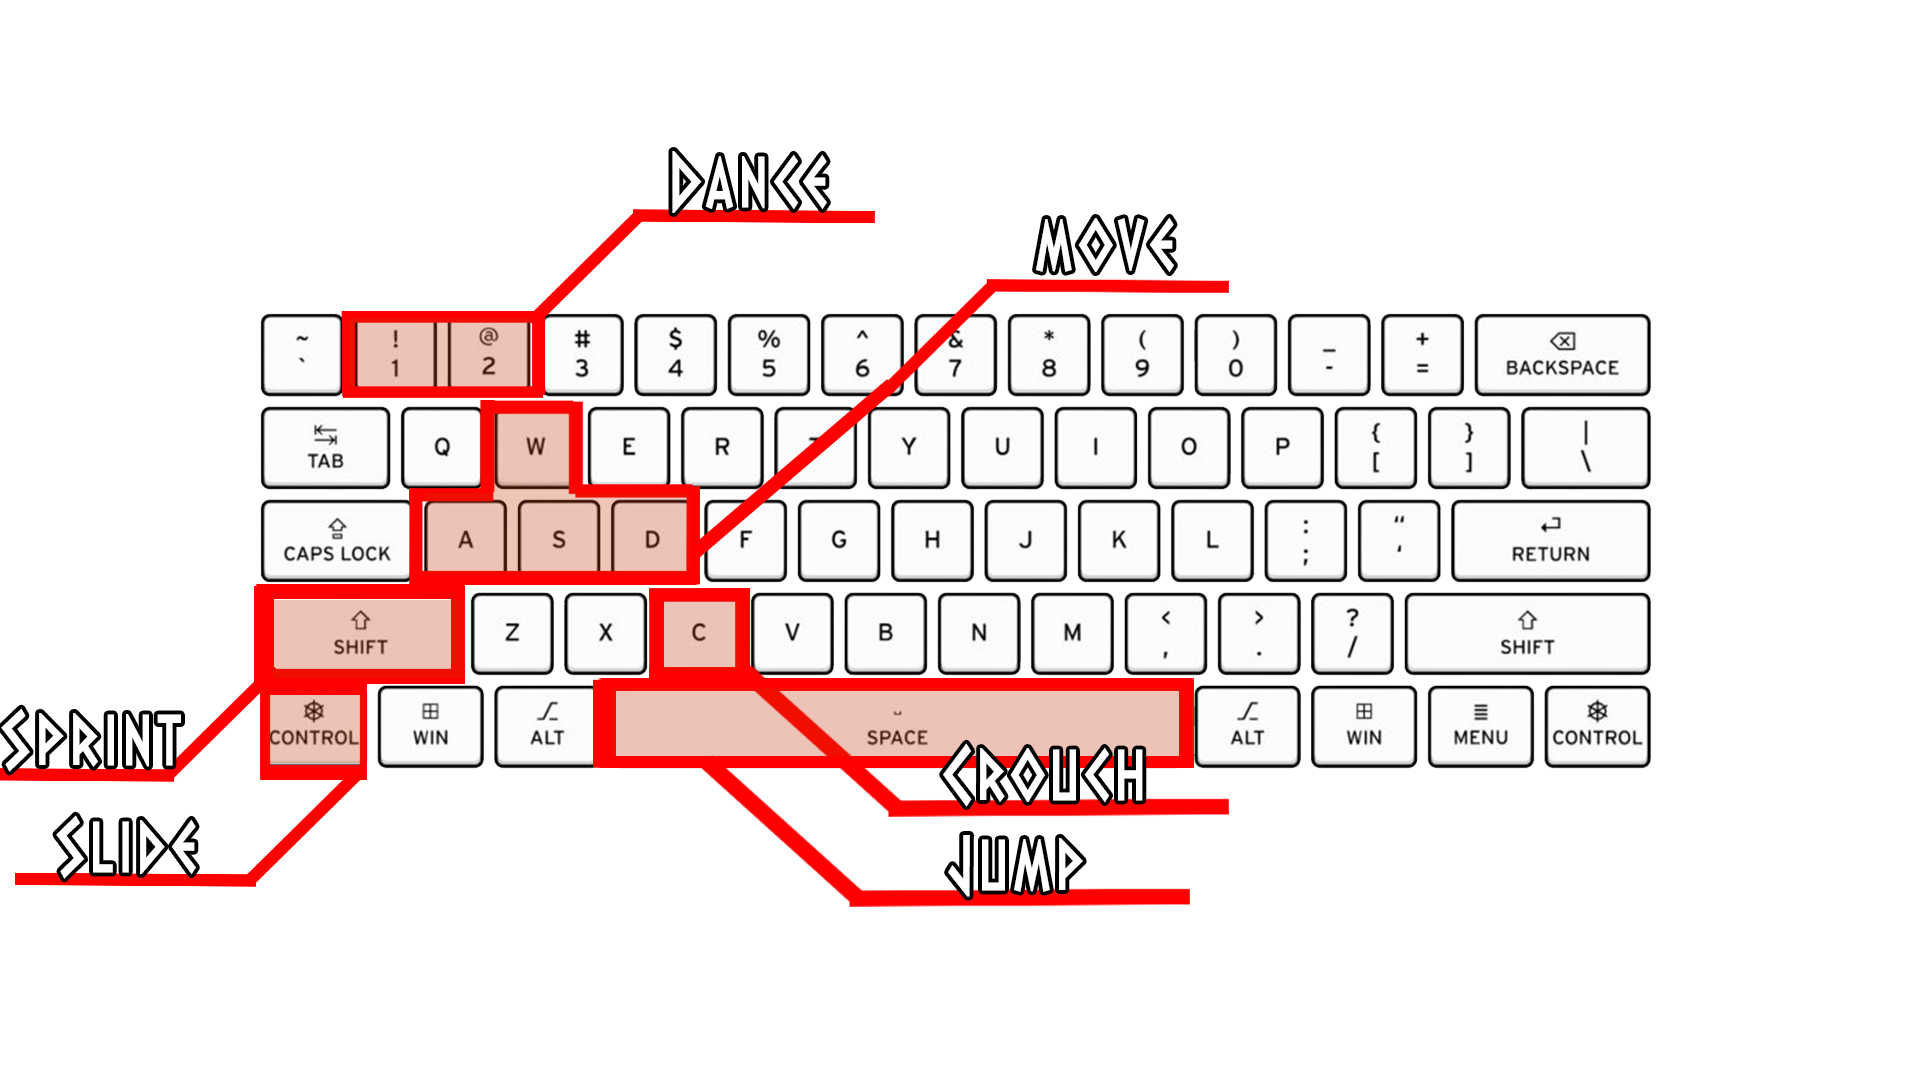 DANCE
MOVE
~ ! @ # $ % ^ & * ( ) _ +
` 1 2 3 4 5 6 7 8 9 0 - = BACKSPACE
TAB Q W E R Y U I O P { [ } ] | \
CAPS LOCK A S D F G H J K L : ; “ ‘ RETURN
SHIFT Z X C V B N M < , > . ? / SHIFT
CONTROL WIN ALT SPACE ALT WIN MENU CONTROL
SPRINT
CROUCH
SLIDE
JUMP